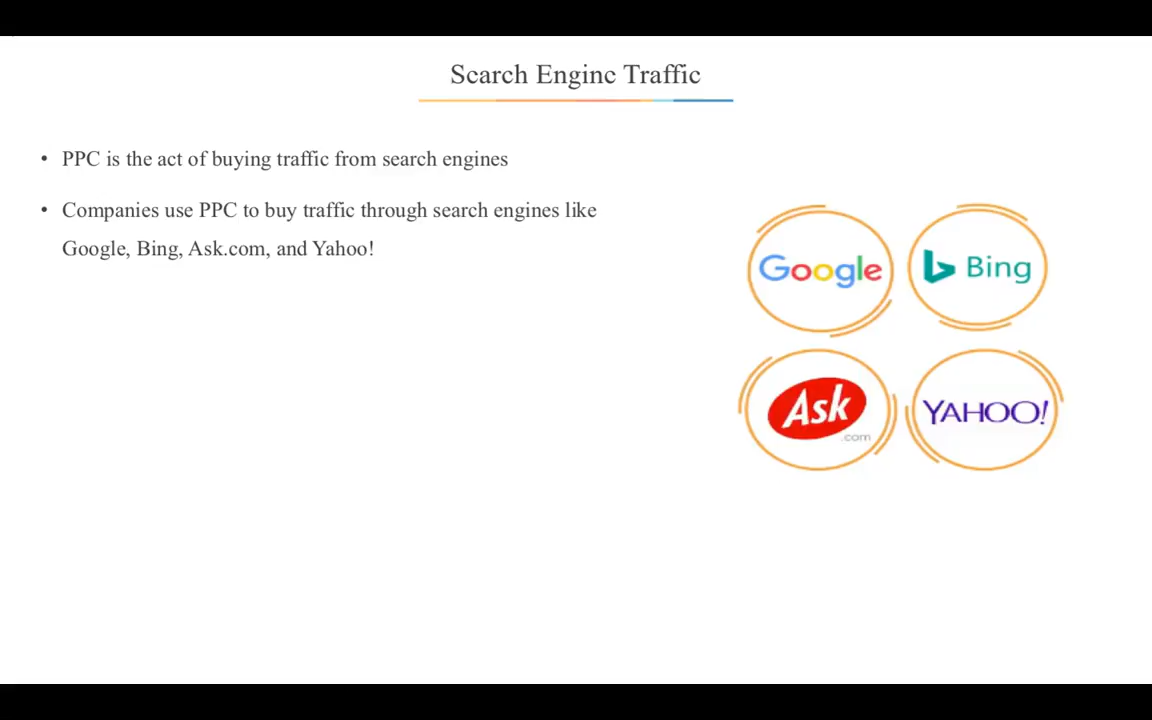 Search Engine Traffic
• PPC is the act of buying traffic from search engines
• Companies use PPC to buy traffic through search engines like
Google, Bing, Ask.com, and Yahoo!
Google
Bing
Ask
.com
YAHOO!